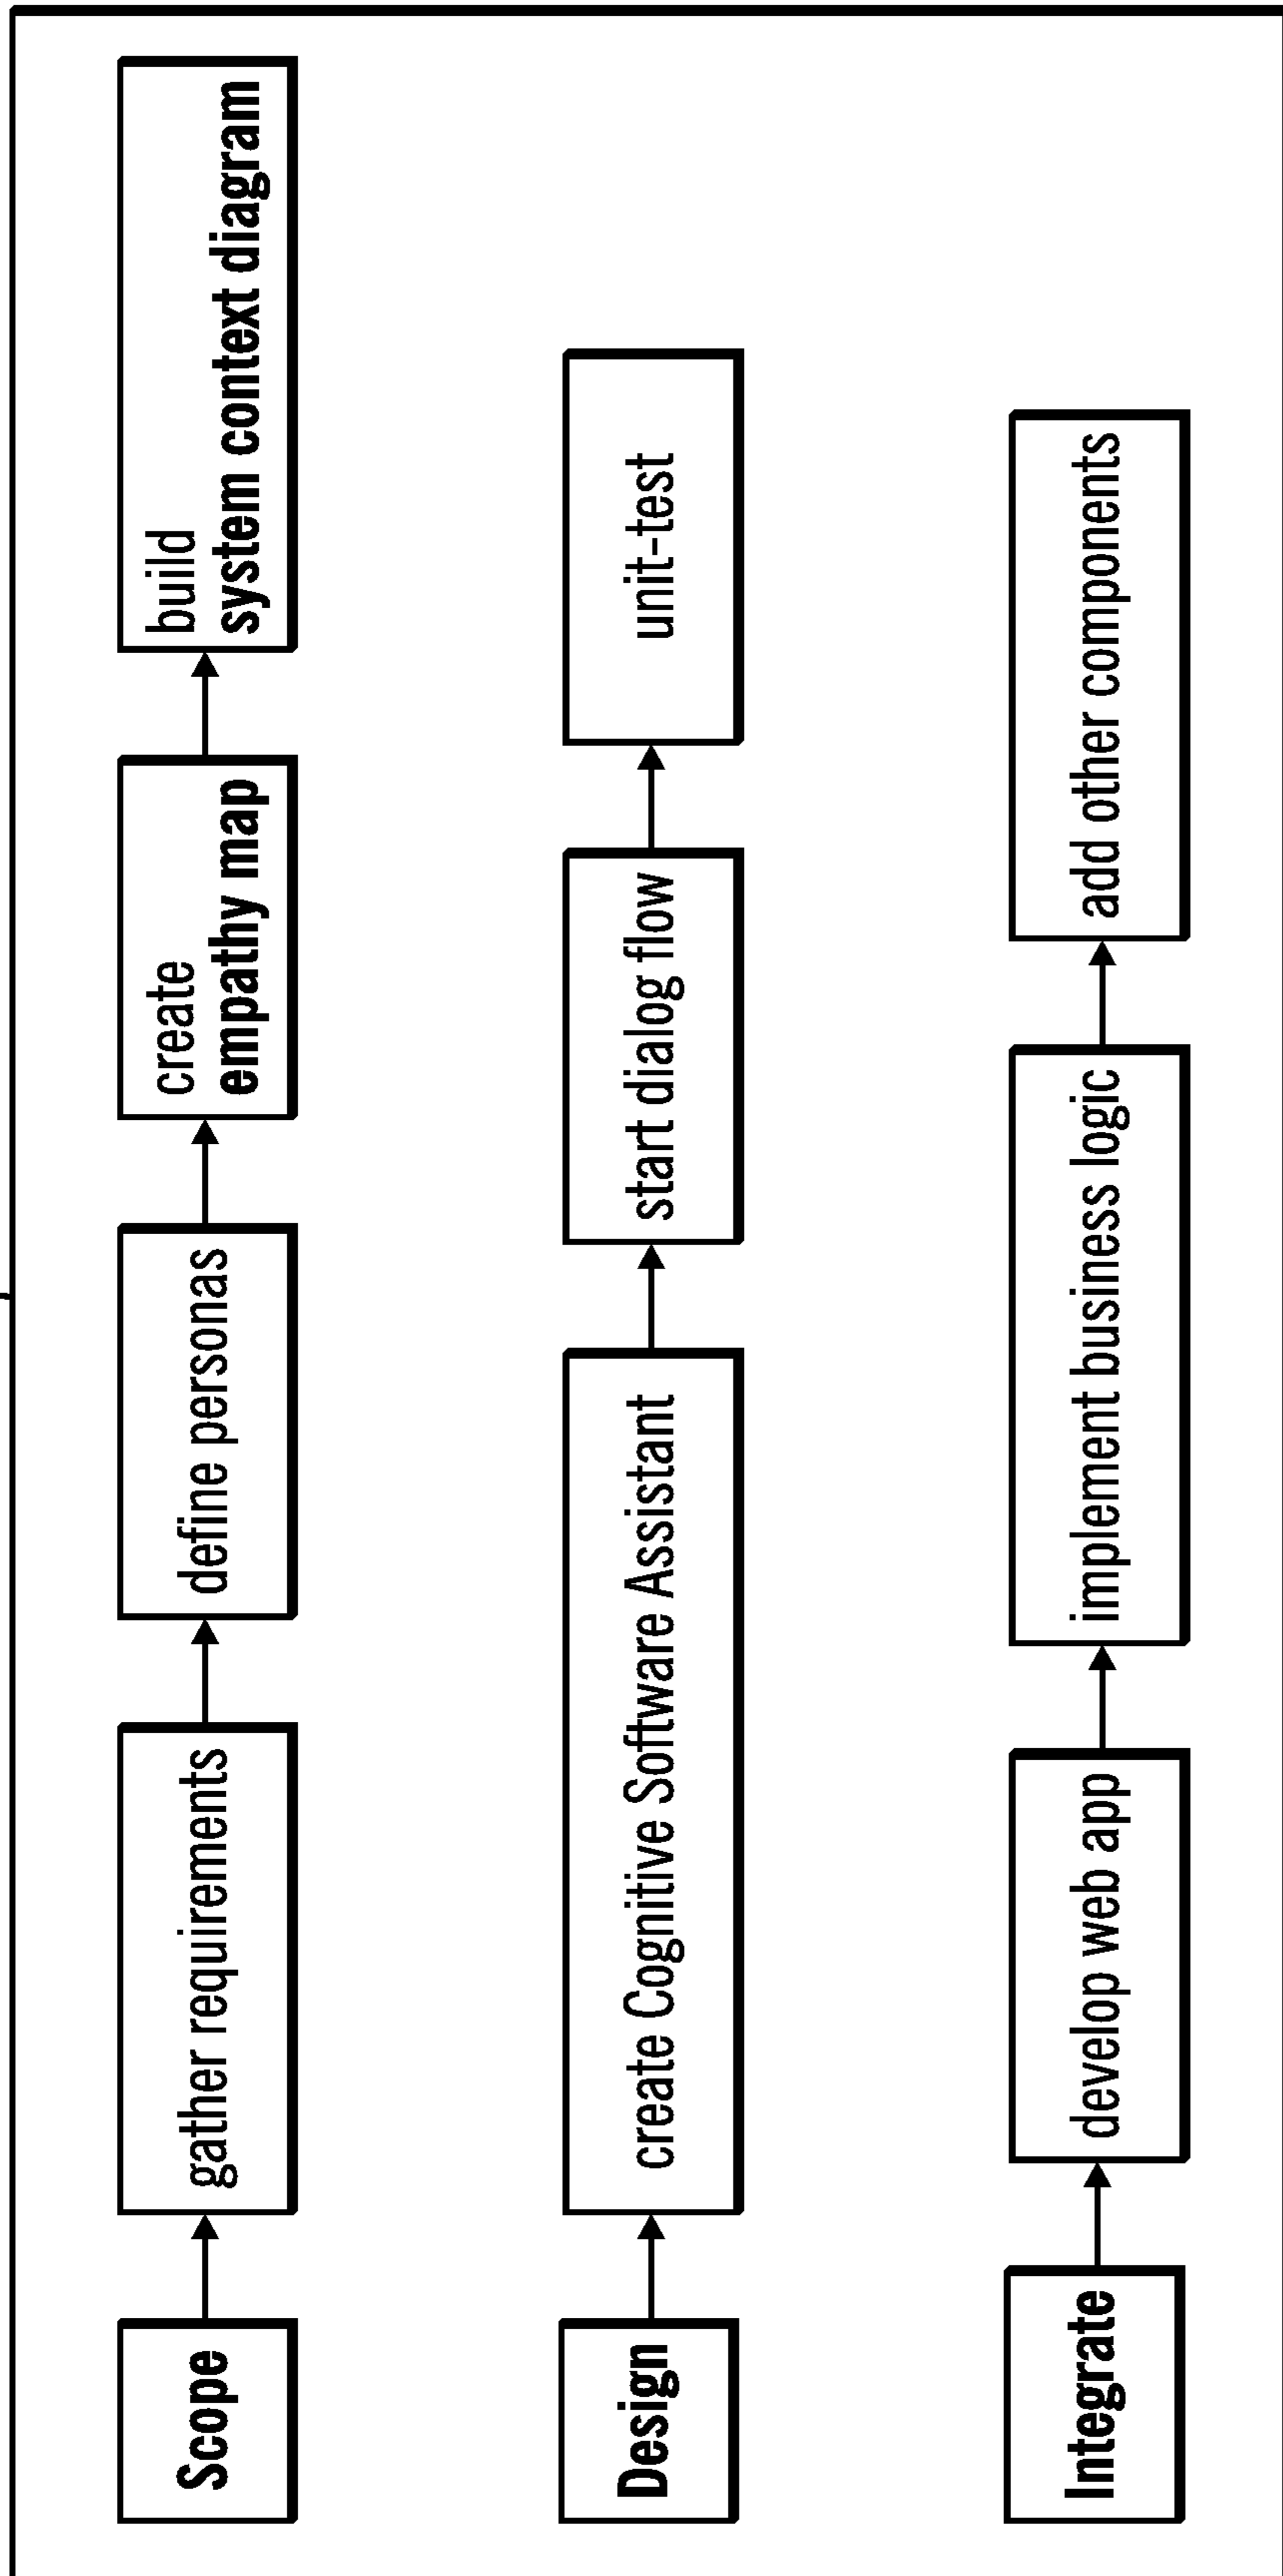 Scope
gather requirements
define personas
create
empathy map
build
system context diagram
Design
create Cognitive Software Assistant
start dialog flow
unit-test
Integrate
develop web app
implement business logic
add other components